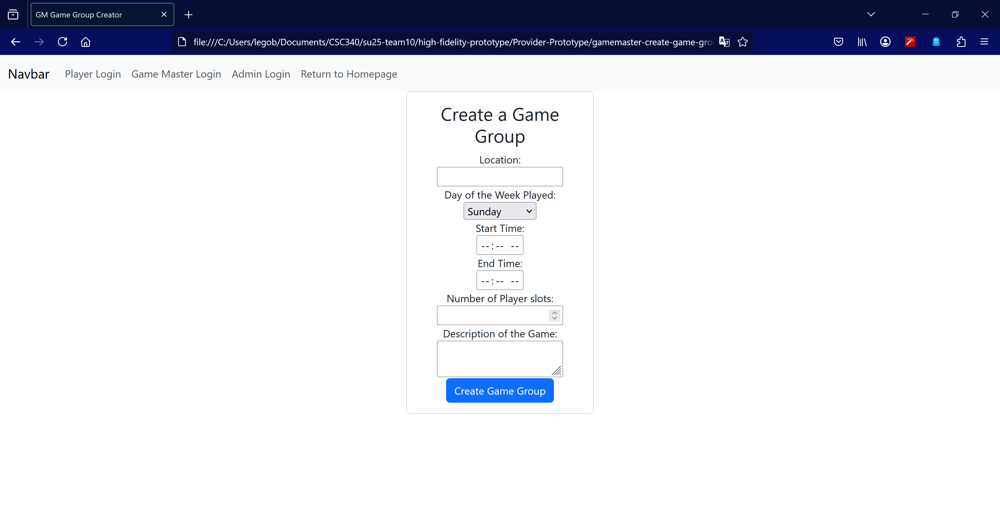 GM Game Group Creator
file:///C:/Users/legob/Documents/CSC340/su25-team10/high-fidelity-prototype/Provider-Prototype/gamemaster-create-game-grou
Navbar Player Login Game Master Login Admin Login Return to Homepage
Create a Game
Group
Location:
Day of the Week Played:
Sunday
Start Time:
--:-- --
End Time:
--:-- --
Number of Player slots:
Description of the Game:
Create Game Group